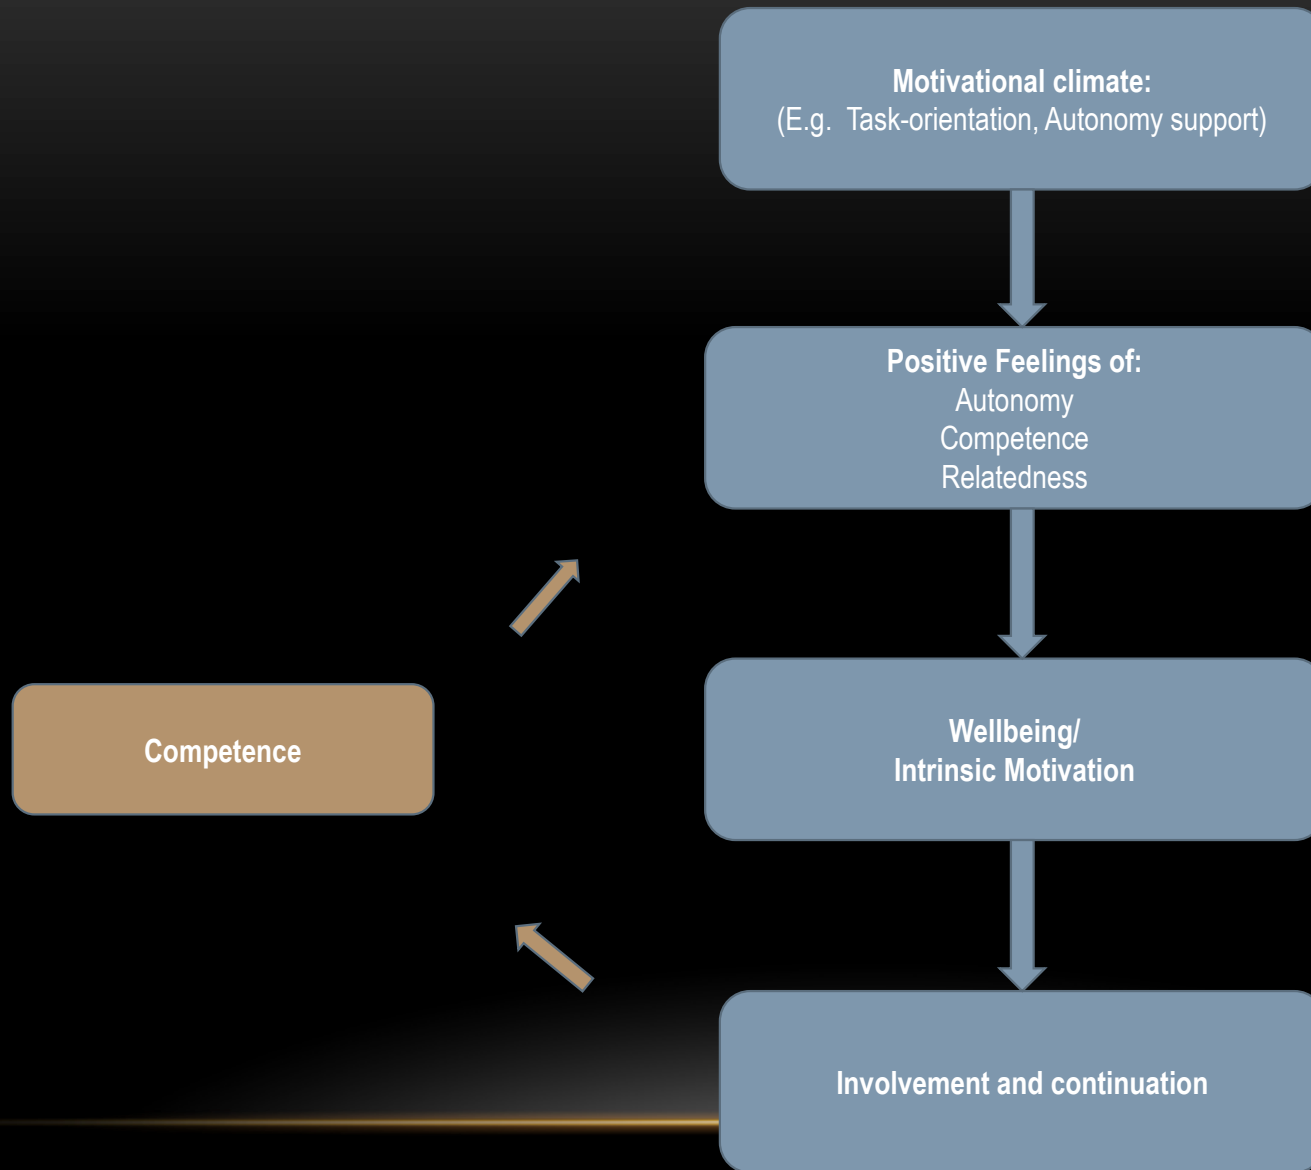 Motivational climate:
(E.g.  Task-orientation, Autonomy support)
Positive Feelings of:
Autonomy
Competence
Relatedness
Competence
Wellbeing/
Intrinsic Motivation
Involvement and continuation